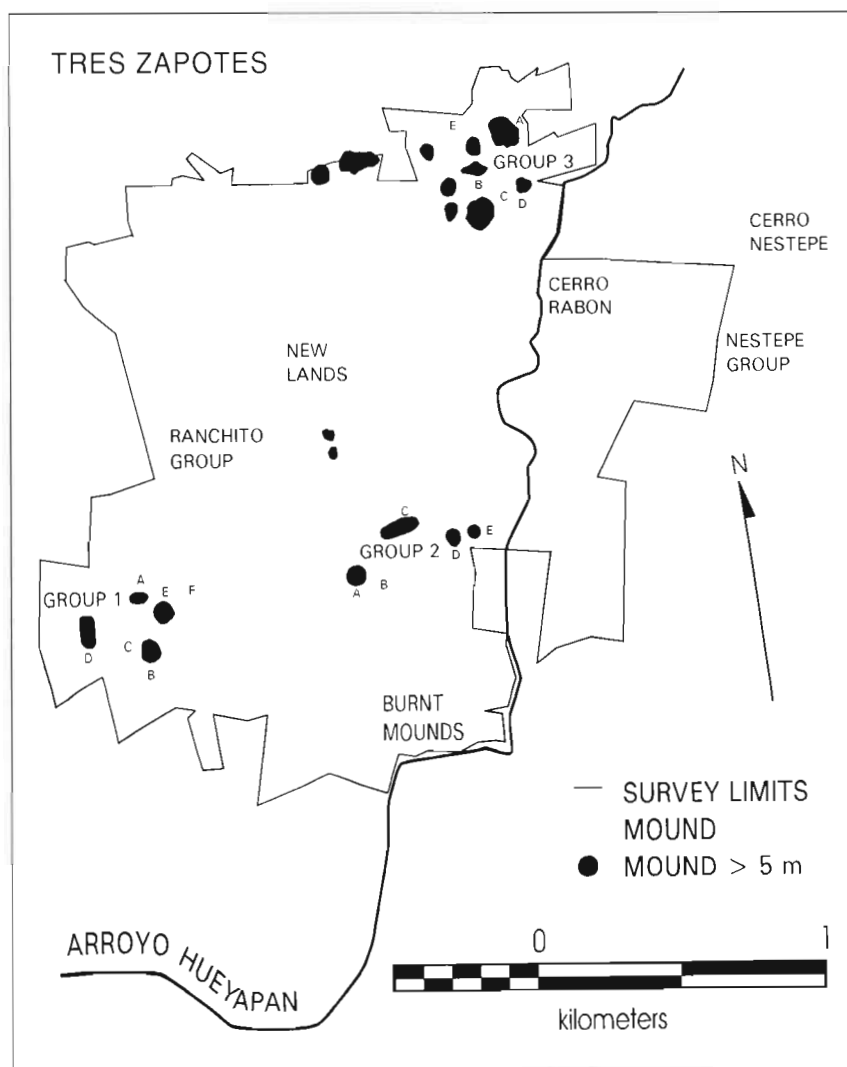 TRES ZAPOTES
E
A
GROUP 3
B
C
D
CERRO
NESTEPE
CERRO
RABON
NESTEPE
GROUP
NEW
LANDS
RANCHITO
GROUP
N
C
GROUP 2
D
E
A
B
A
E
F
GROUP 1
D
C
B
BURNT
MOUNDS
SURVEY LIMITS
MOUND
MOUND > 5 m
ARROYO HUEYAPAN
0
1
kilometers